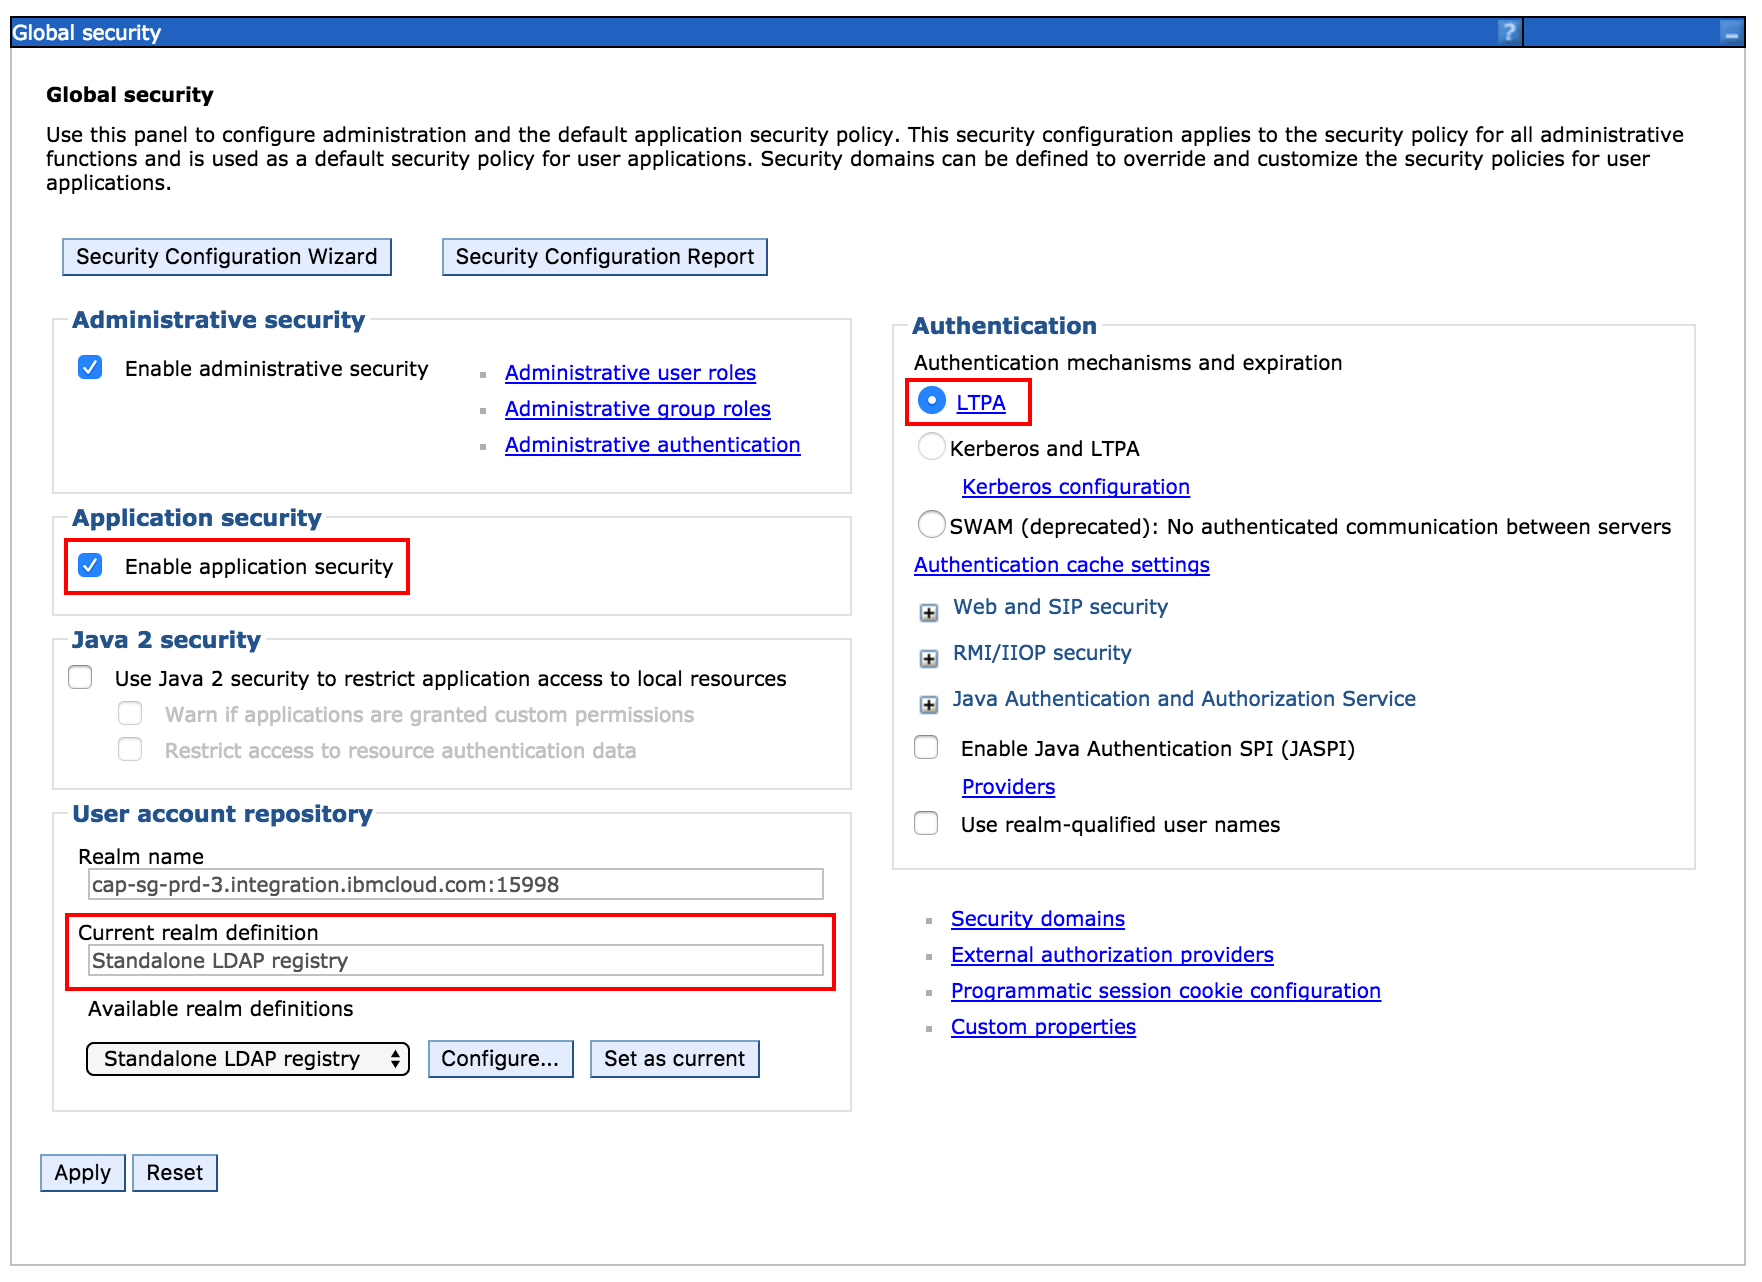 Global security
?
Global security
Use this panel to configure administration and the default application security policy. This security configuration applies to the security policy for all administrative
functions and is used as a default security policy for user applications. Security domains can be defined to override and customize the security policies for user
applications.
Security Configuration Wizard
Security Configuration Report
Administrative security
Enable administrative security
Administrative user roles
Administrative group roles
Administrative authentication
Application security
Enable application security
Java 2 security
Use Java 2 security to restrict application access to local resources
Warn if applications are granted custom permissions
Restrict access to resource authentication data
User account repository
Realm name
cap-sg-prd-3.integration.ibmcloud.com:15998
Current realm definition
Standalone LDAP registry
Available realm definitions
Standalone LDAP registry
Configure...
Set as current
Authentication
Authentication mechanisms and expiration
LTPA
Kerberos and LTPA
Kerberos configuration
SWAM (deprecated): No authenticated communication between servers
Authentication cache settings
Web and SIP security
RMI/IIOP security
Java Authentication and Authorization Service
Enable Java Authentication SPI (JASPI)
Providers
Use realm-qualified user names
Security domains
External authorization providers
Programmatic session cookie configuration
Custom properties
Apply
Reset